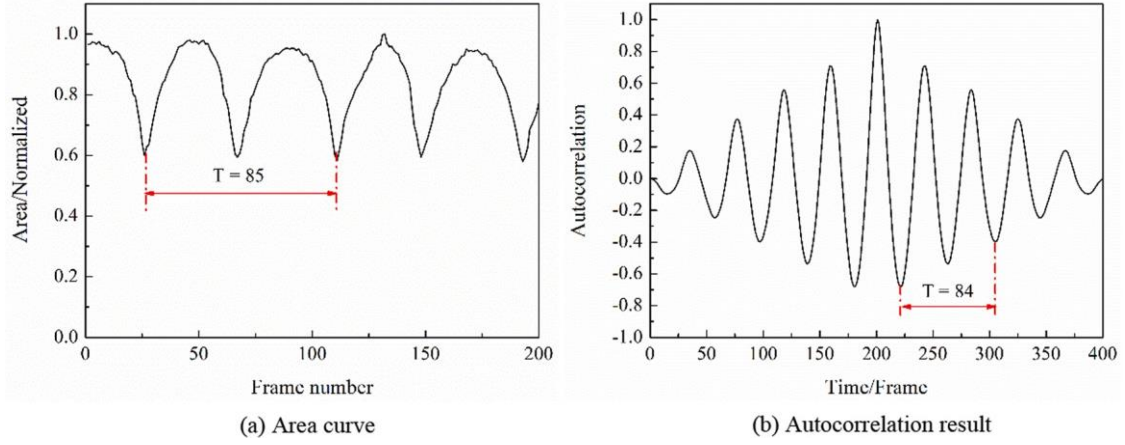 1.0
0.8
0.6
0.4
0.2
0.0
Area/Normalized
T = 85
0 50 100 150 200
Frame number
(a) Area curve
1.0
0.8
0.6
0.4
0.2
0.0
-0.2
-0.4
-0.6
-0.8
-1.0
Autocorrelation
T = 84
0 50 100 150 200 250 300 350 400
Time/Frame
(b) Autocorrelation result